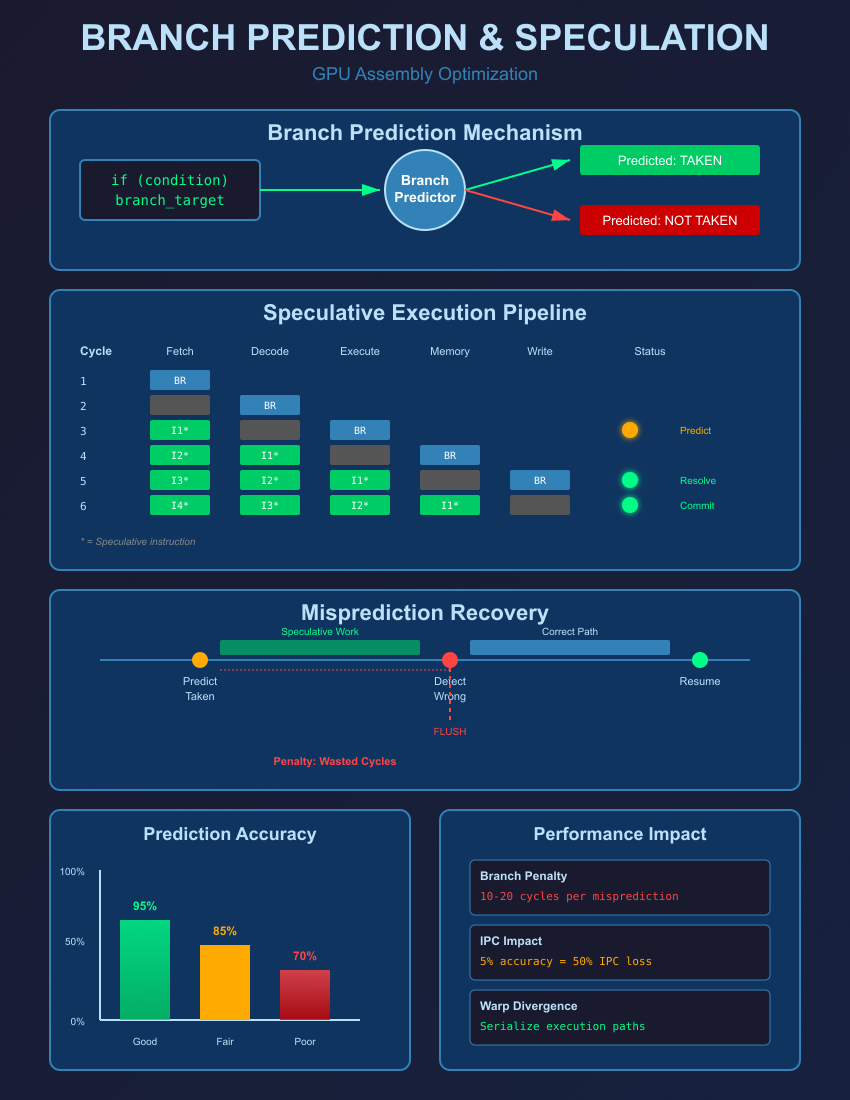 BRANCH PREDICTION & SPECULATION
GPU Assembly Optimization
Branch Prediction Mechanism
if (condition)
branch_target
Branch
Predictor
Predicted: TAKEN
Predicted: NOT TAKEN
Speculative Execution Pipeline
Cycle Fetch Decode Execute Memory Write Status
1 BR
2 BR
3 I1* BR Predict
4 I2* I1* BR
5 I3* I2* I1* BR Resolve
6 I4* I3* I2* I1* Commit
* = Speculative instruction
Misprediction Recovery
Speculative Work Correct Path
Predict
Taken
Detect
Wrong
Resume
FLUSH
Penalty: Wasted Cycles
Prediction Accuracy
100%
50%
0%
95%
85%
70%
Good Fair Poor
Performance Impact
Branch Penalty
10-20 cycles per misprediction
IPC Impact
5% accuracy = 50% IPC loss
Warp Divergence
Serialize execution paths